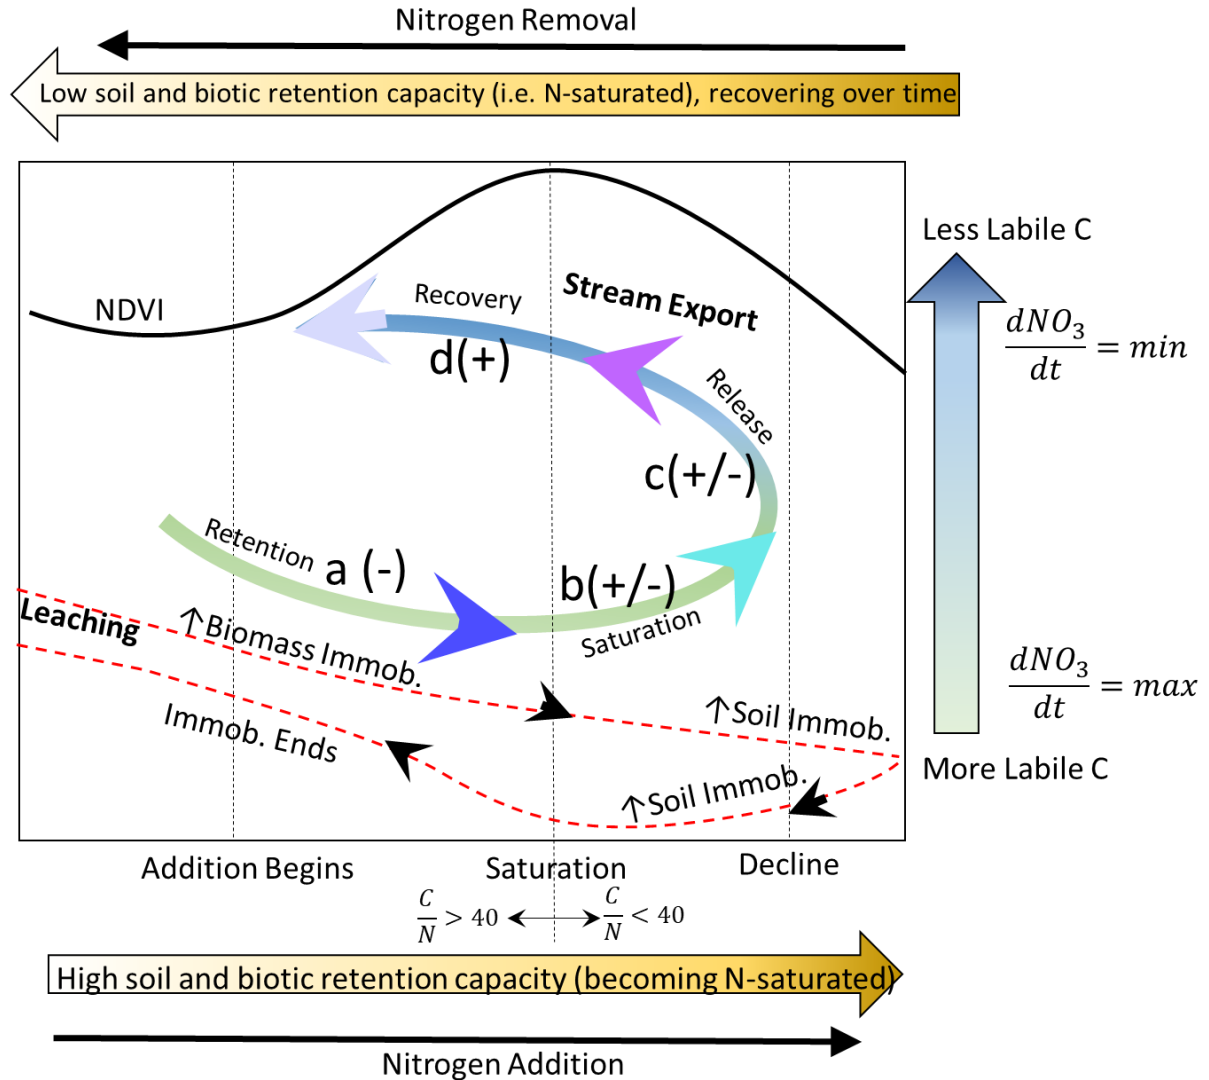 Nitrogen Removal
Low soil and biotic retention capacity (i.e. N-saturated), recovering over time
NDVI
Recovery
d(+)
Stream Export
Release
c(+/-)
Less Labile C
dNO₃/dt = min
Retention
a (-)
b(+/-)
Saturation
dNO₃/dt = max
More Labile C
Leaching
↑Biomass Immob.
Immob. Ends
↑Soil Immob.
↑Soil Immob.
Addition Begins
Saturation
Decline
C/N > 40
C/N < 40
High soil and biotic retention capacity (becoming N-saturated)
Nitrogen Addition